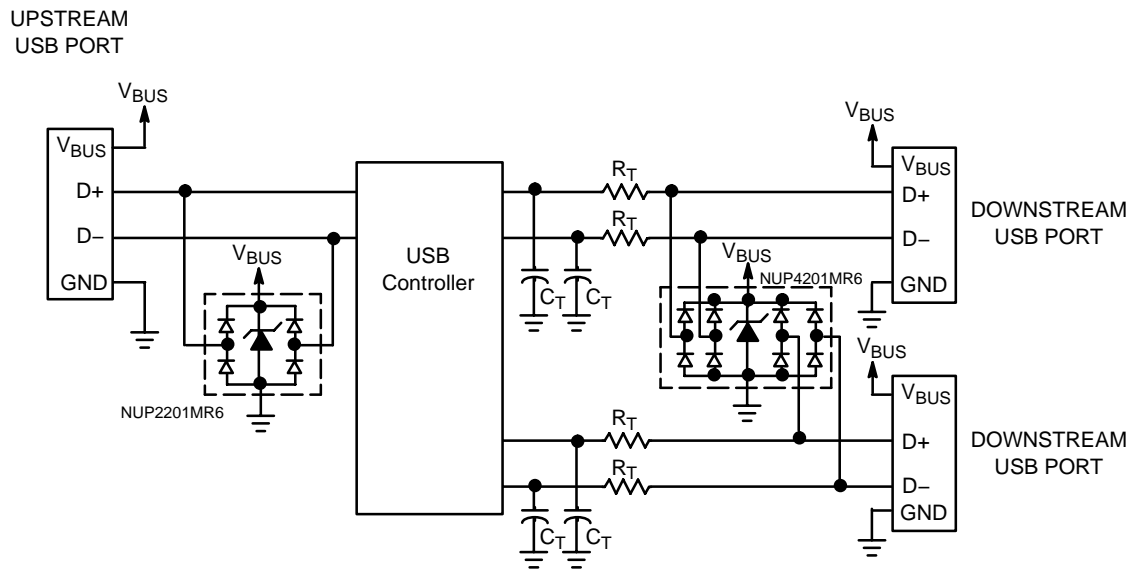 UPSTREAM
USB PORT
VBUS
VBUS
D+
D−
GND
VBUS
NUP2201MR6
USB
Controller
RT
RT
CT
CT
VBUS
NUP4201MR6
VBUS
VBUS
D+
D−
GND
DOWNSTREAM
USB PORT
RT
RT
CT
CT
VBUS
VBUS
D+
D−
GND
DOWNSTREAM
USB PORT